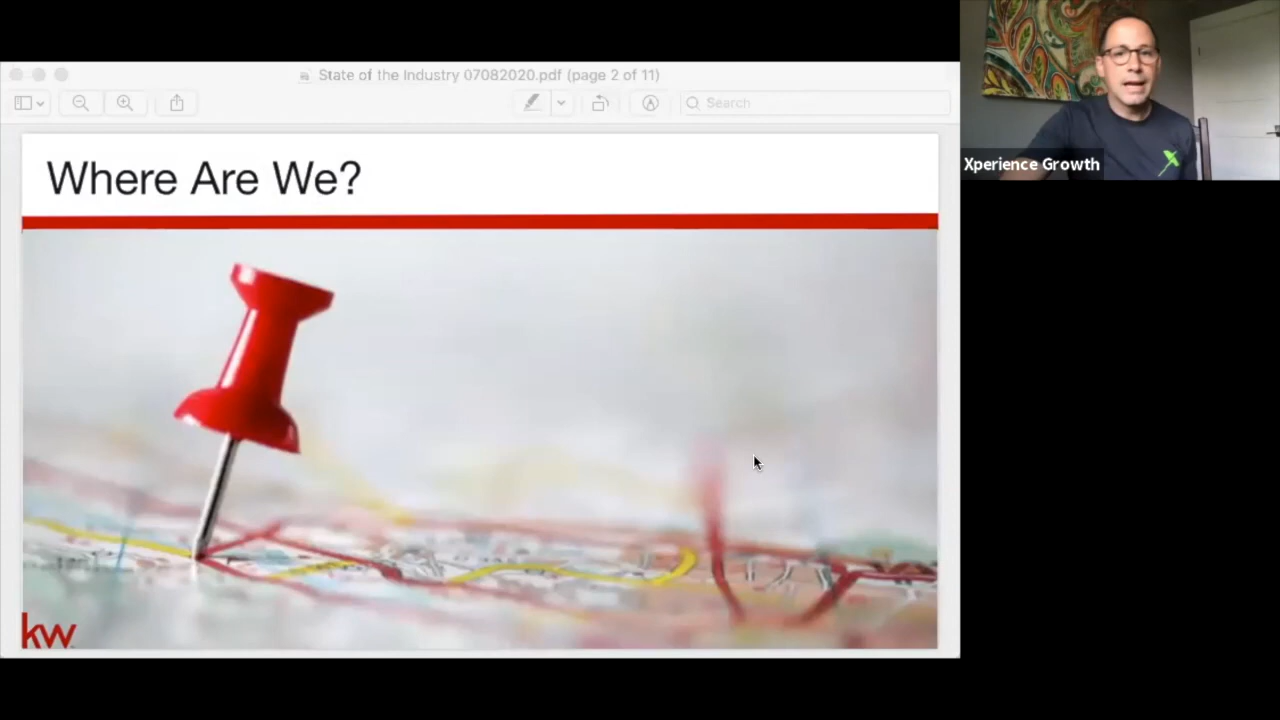 State of the Industry 07082020.pdf (page 2 of 11)
Search
Where Are We?
kw
Xperience Growth